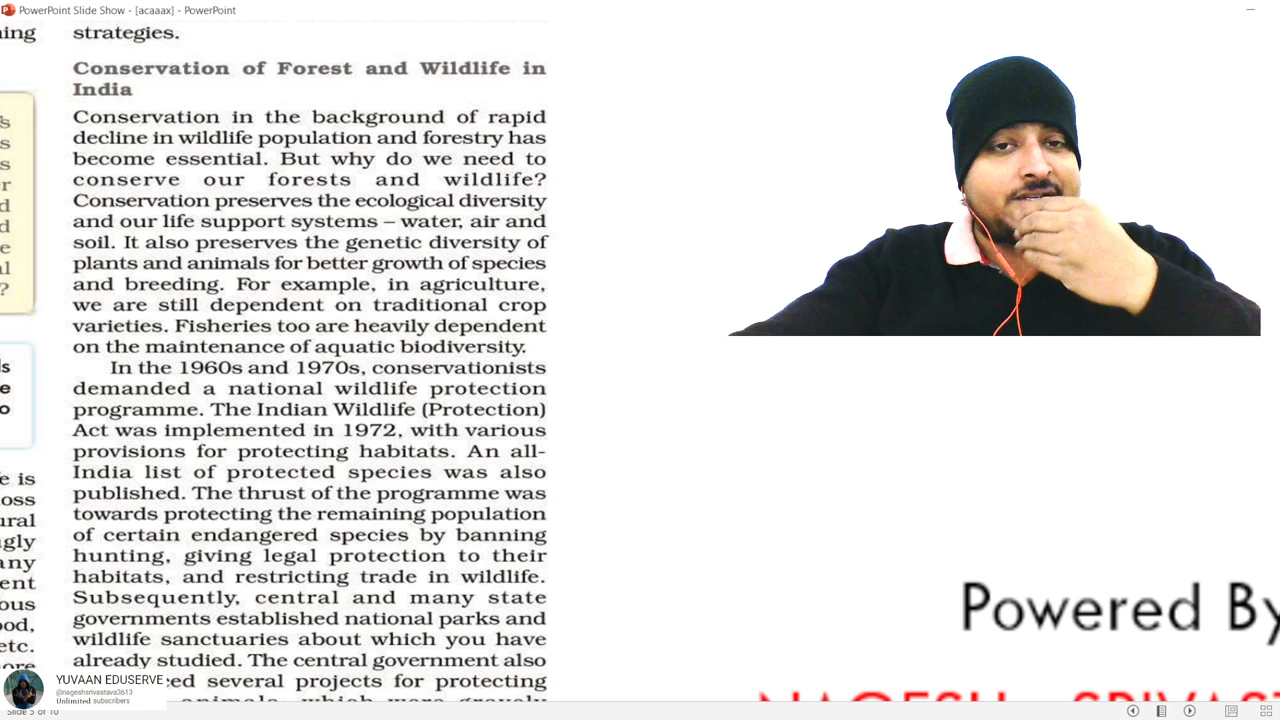 PowerPoint Slide Show - [acaaax] - PowerPoint
strategies.
Conservation of Forest and Wildlife in
India
Conservation in the background of rapid
decline in wildlife population and forestry has
become essential. But why do we need to
conserve our forests and wildlife?
Conservation preserves the ecological diversity
and our life support systems – water, air and
soil. It also preserves the genetic diversity of
plants and animals for better growth of species
and breeding. For example, in agriculture,
we are still dependent on traditional crop
varieties. Fisheries too are heavily dependent
on the maintenance of aquatic biodiversity.
In the 1960s and 1970s, conservationists
demanded a national wildlife protection
programme. The Indian Wildlife (Protection)
Act was implemented in 1972, with various
provisions for protecting habitats. An all-
India list of protected species was also
published. The thrust of the programme was
towards protecting the remaining population
of certain endangered species by banning
hunting, giving legal protection to their
habitats, and restricting trade in wildlife.
Subsequently, central and many state
governments established national parks and
wildlife sanctuaries about which you have
already studied. The central government also
several projects for protecting
animals, which were gravely
Powered By
YUVAAN EDUSERVE
@nageshsrivastava3613
Unlimited subscribers
Slide 5 of 10